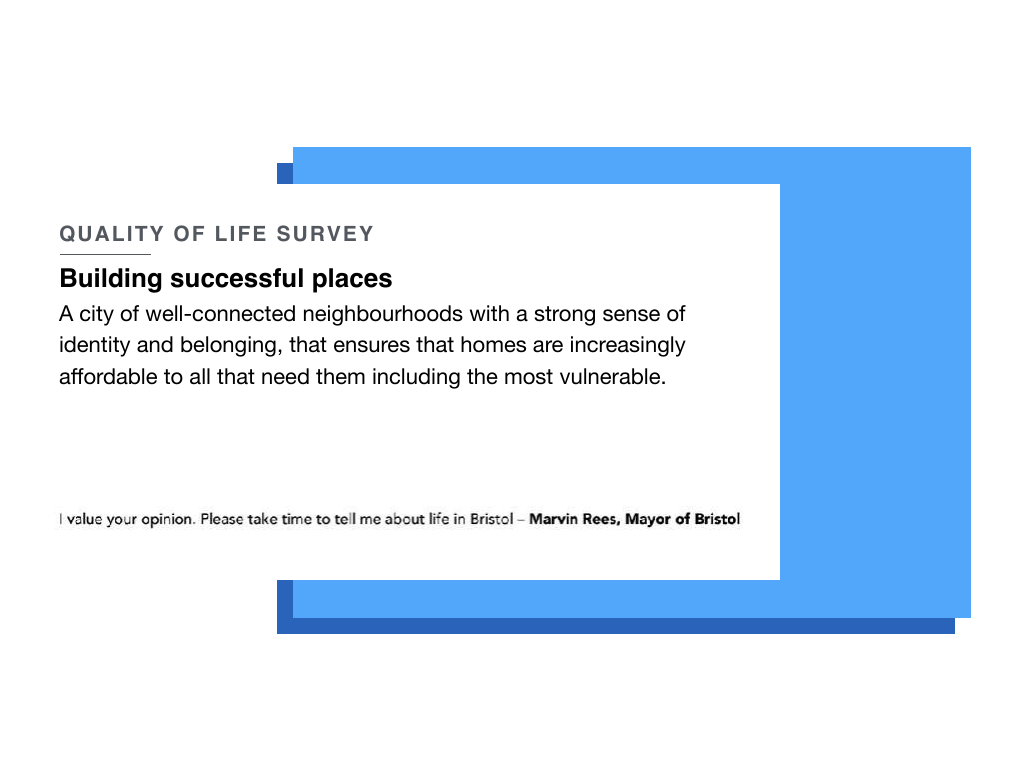 QUALITY OF LIFE SURVEY
Building successful places
A city of well-connected neighbourhoods with a strong sense of
identity and belonging, that ensures that homes are increasingly
affordable to all that need them including the most vulnerable.
I value your opinion. Please take time to tell me about life in Bristol – Marvin Rees, Mayor of Bristol